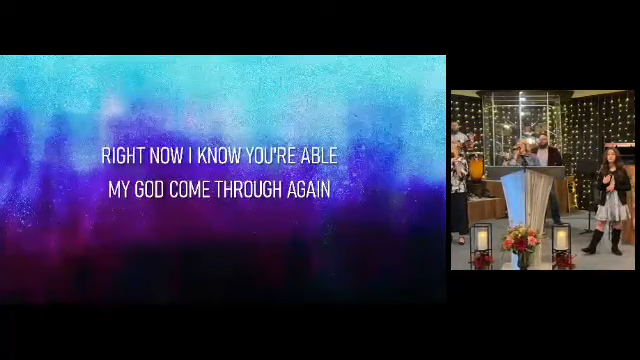 RIGHT NOW I KNOW YOU'RE ABLE
MY GOD COME THROUGH AGAIN